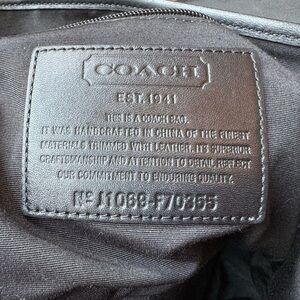 COACH
EST. 1941
THIS IS A COACH BAG.
IT WAS HANDCRAFTED IN CHINA OF THE FINEST
MATERIALS TRIMMED WITH LEATHER. ITS SUPERIOR
CRAFTSMANSHIP AND ATTENTION TO DETAIL REFLECT
OUR COMMITMENT TO ENDURING QUALITY.
Nº J1068-F70355